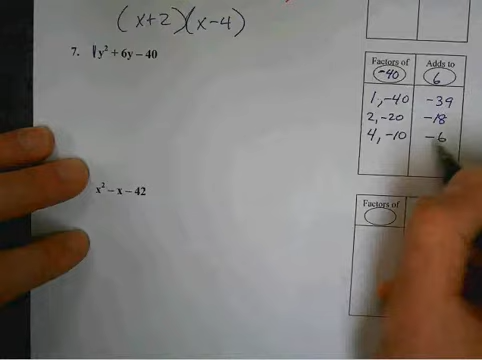 (x+2)(x-4)
7. y² + 6y – 40
Factors of Adds to
-40 6
1, -40 -39
2, -20 -18
4, -10 -6
x² – x – 42
Factors of